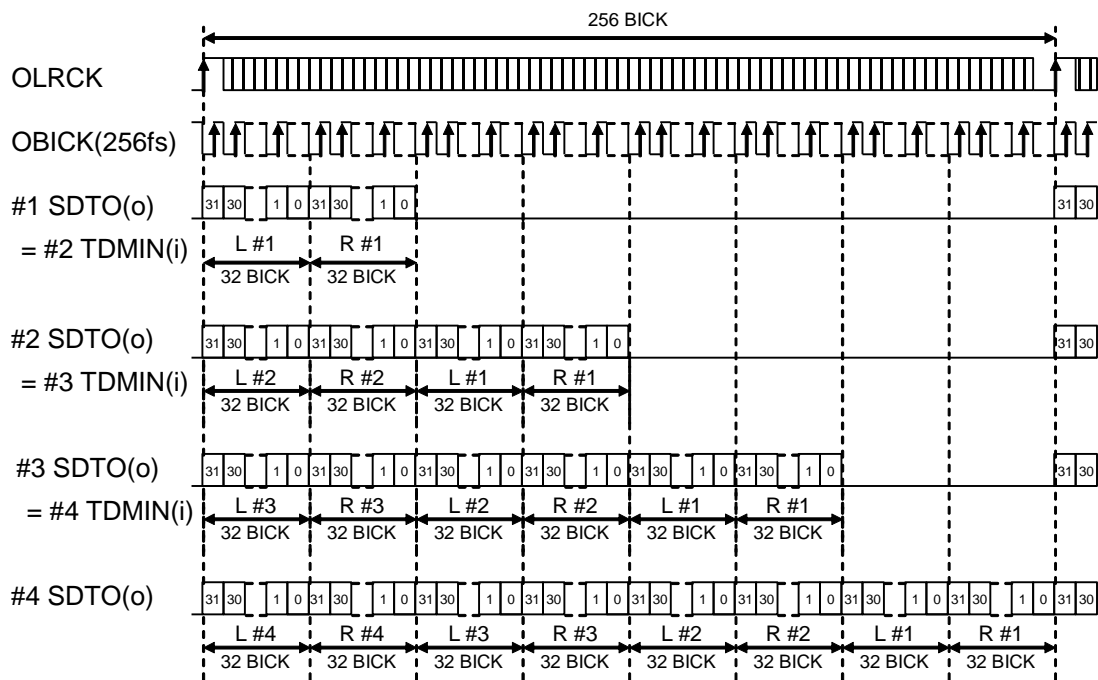 256 BICK
OLRCK
OBICK(256fs)
#1 SDTO(o)
31 30 1 0 31 30 1 0 31 30
= #2 TDMIN(i)
L #1 R #1
32 BICK 32 BICK
#2 SDTO(o)
31 30 1 0 31 30 1 0 31 30 1 0 31 30 1 0 31 30
= #3 TDMIN(i)
L #2 R #2 L #1 R #1
32 BICK 32 BICK 32 BICK 32 BICK
#3 SDTO(o)
31 30 1 0 31 30 1 0 31 30 1 0 31 30 1 0 31 30 1 0 31 30 1 0 31 30
= #4 TDMIN(i)
L #3 R #3 L #2 R #2 L #1 R #1
32 BICK 32 BICK 32 BICK 32 BICK 32 BICK 32 BICK
#4 SDTO(o)
31 30 1 0 31 30 1 0 31 30 1 0 31 30 1 0 31 30 1 0 31 30 1 0 31 30 1 0 31 30 1 0 31 30
L #4 R #4 L #3 R #3 L #2 R #2 L #1 R #1
32 BICK 32 BICK 32 BICK 32 BICK 32 BICK 32 BICK 32 BICK 32 BICK